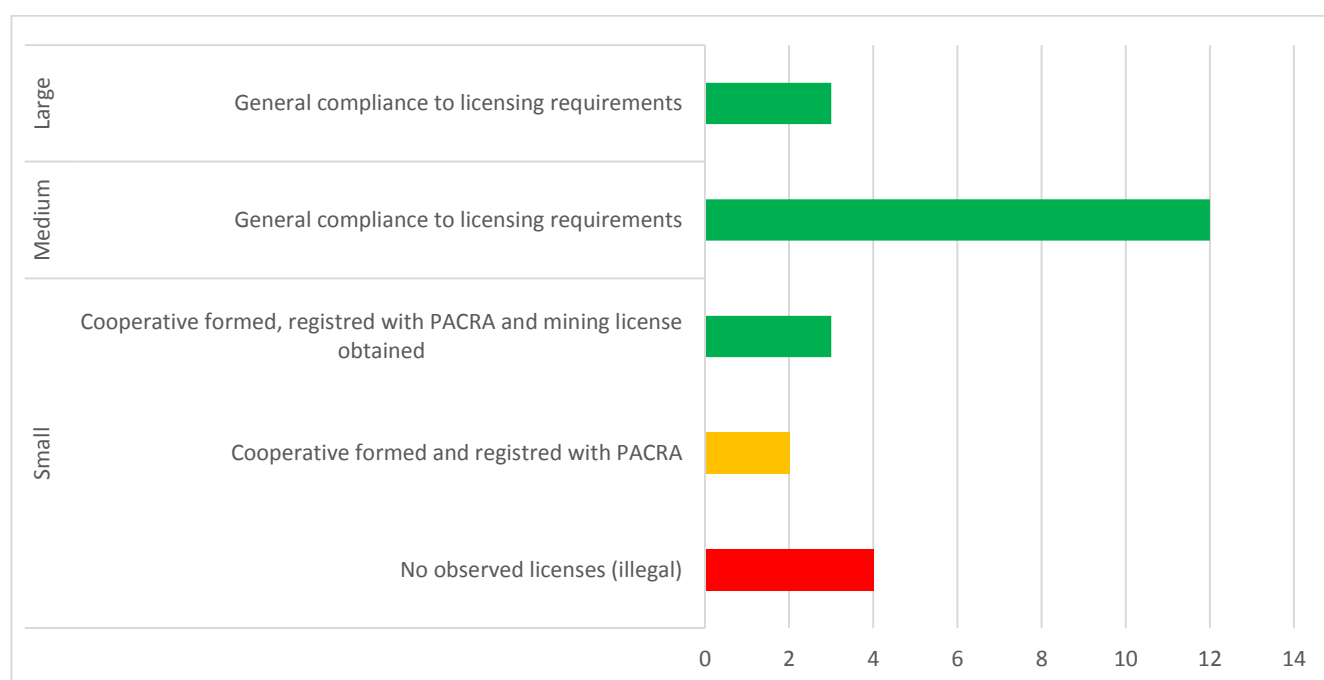 Large
General compliance to licensing requirements
Medium
General compliance to licensing requirements
Small
Cooperative formed, registred with PACRA and mining license
obtained
Cooperative formed and registred with PACRA
No observed licenses (illegal)
0 2 4 6 8 10 12 14